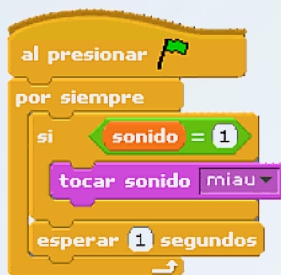 al presionar
por siempre
si sonido = 1
tocar sonido miau
esperar 1 segundos